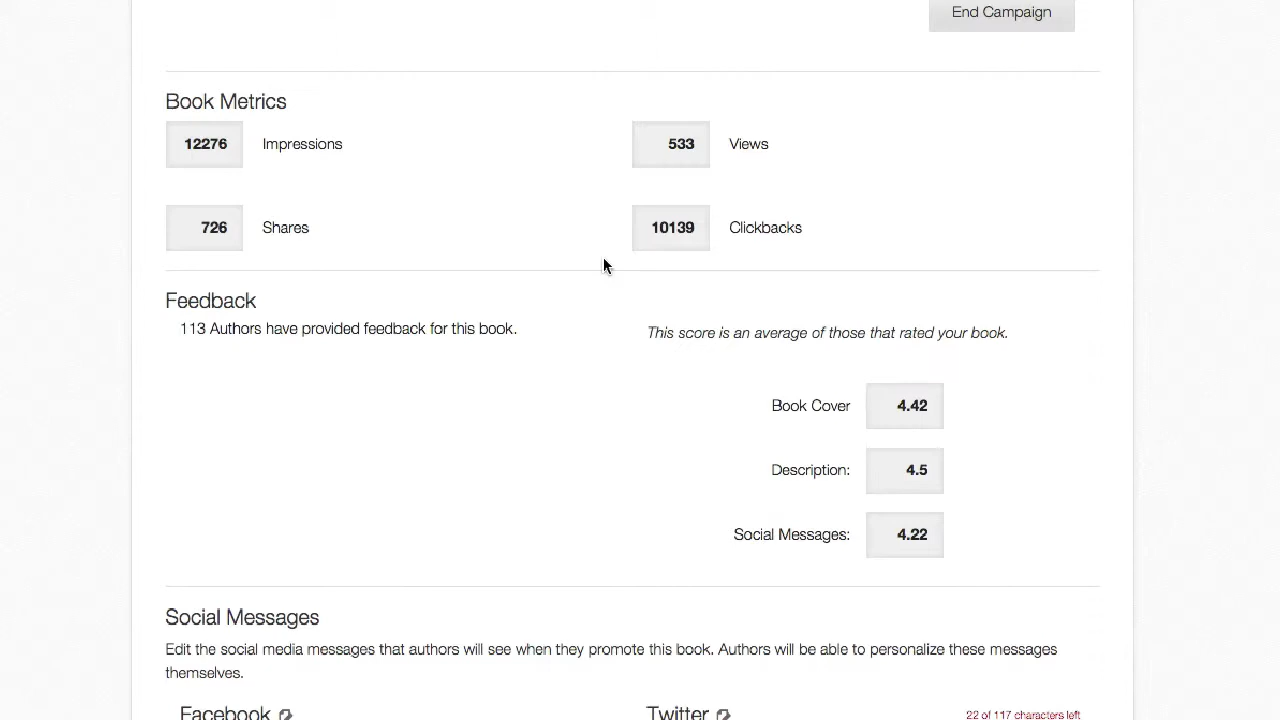 End Campaign
Book Metrics
12276 Impressions
533 Views
726 Shares
10139 Clickbacks
Feedback
113 Authors have provided feedback for this book.
This score is an average of those that rated your book.
Book Cover 4.42
Description: 4.5
Social Messages: 4.22
Social Messages
Edit the social media messages that authors will see when they promote this book. Authors will be able to personalize these messages
themselves.
Facebook
Twitter
22 of 117 characters left